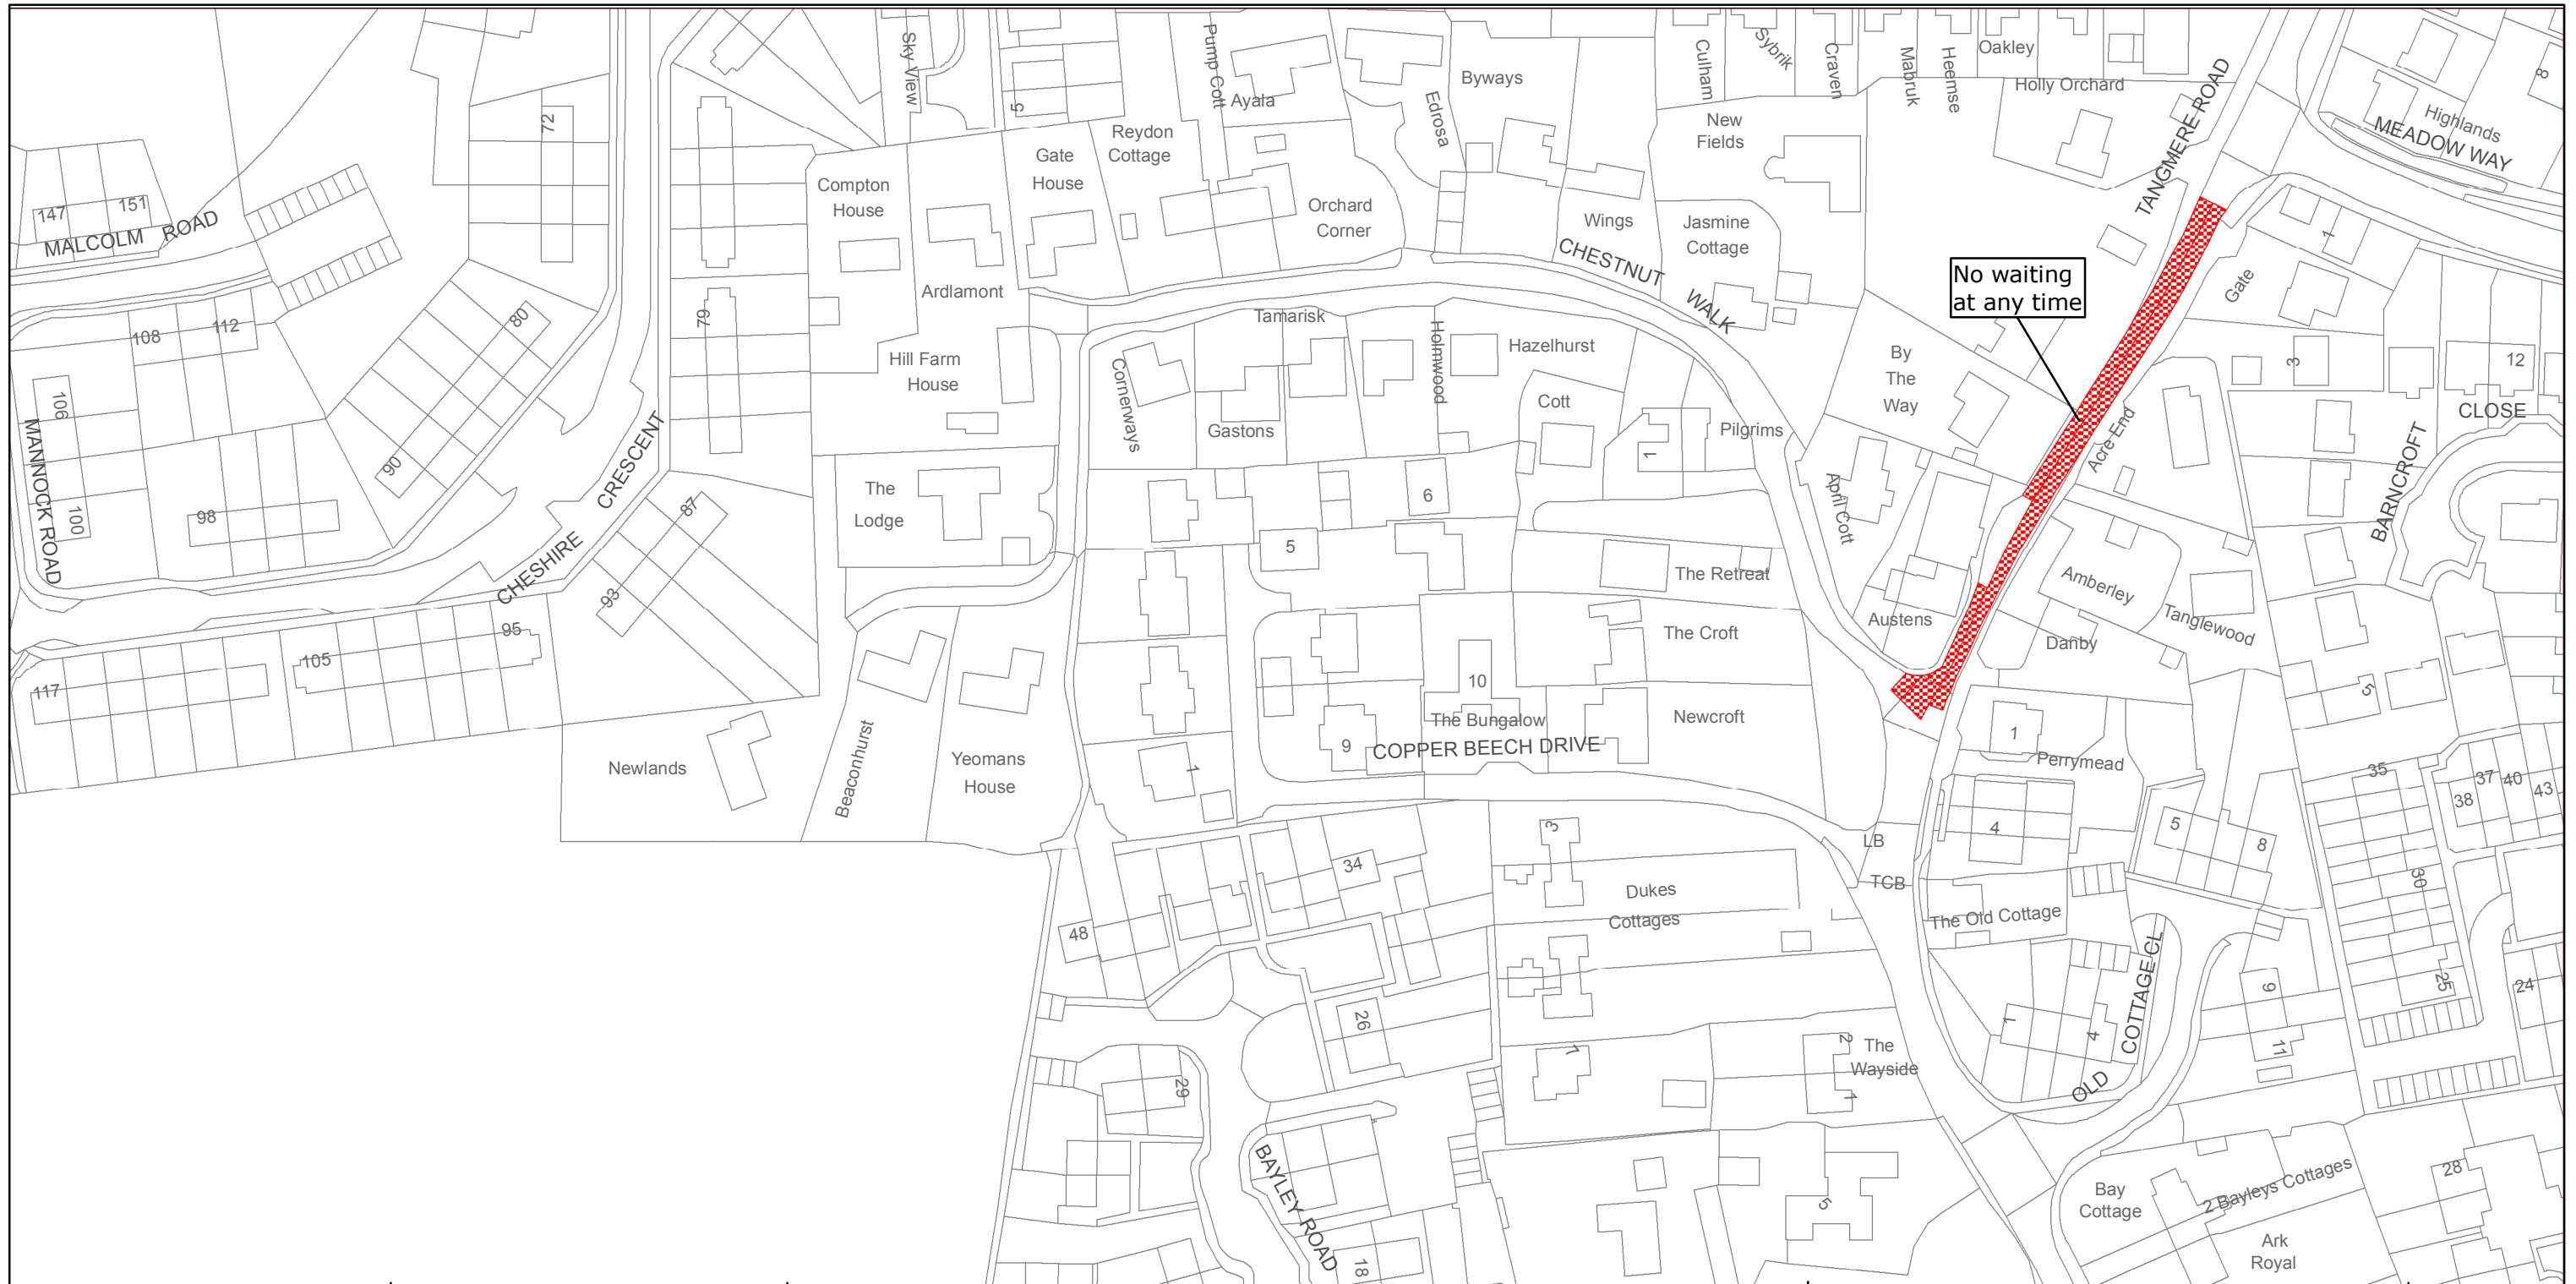 Sky View
5
Pump Cott
Ayala
Edrosa
Byways
Culham
Sybrik
Craven
Mabruk
Heemse
Oakley
Holly Orchard
TANGMERE ROAD
8
Highlands
MEADOW WAY
72
147
151
MALCOLM ROAD
Reydon
Cottage
Gate
House
Compton
House
Orchard
Corner
New
Fields
Wings
Jasmine
Cottage
CHESTNUT
WALK
1
Gate
No waiting
at any time
Ardlamont
108
112
80
79
Tamarisk
Holmwood
Hazelhurst
Hill Farm
House
Cornerways
Gastons
Cott
1
Pilgrims
By
The
Way
3
12
CLOSE
BARNCROFT
Acre End
106
100
MANNOCK ROAD
90
98
CRESCENT
CHESHIRE
87
93
The
Lodge
6
5
April Cott
The Retreat
Amberley
Tanglewood
Danby
Austens
The Croft
95
105
117
10
The Bungalow
9
COPPER BEECH DRIVE
Newcroft
1
Perrymead
5
Newlands
Beaconhurst
Yeomans
House
1
35
37
40
38
43
3
34
LB
4
5
8
TCB
Dukes
Cottages
The Old Cottage
30
48
COTTAGE CL
OLD
26
1
4
9
11
25
24
29
7
2
The
Wayside
1
BAYLEY ROAD
18
5
Bay
Cottage
2 Bayleys Cottages
28
Ark
Royal